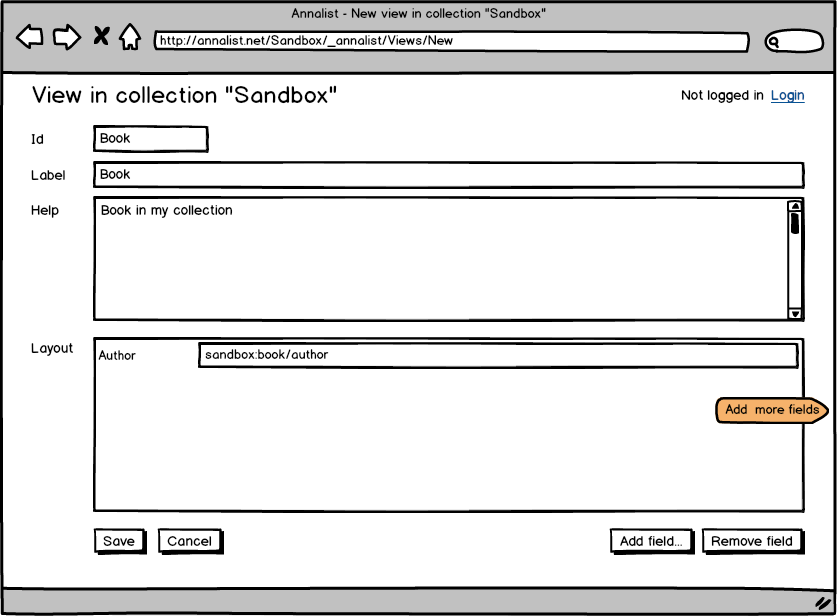 Annalist - New view in collection "Sandbox"
http://annalist.net/Sandbox/_annalist/Views/New
View in collection "Sandbox"
Not logged in Login
Id Book
Label Book
Help Book in my collection
Layout Author sandbox:book/author
Add more fields
Save Cancel Add field... Remove field